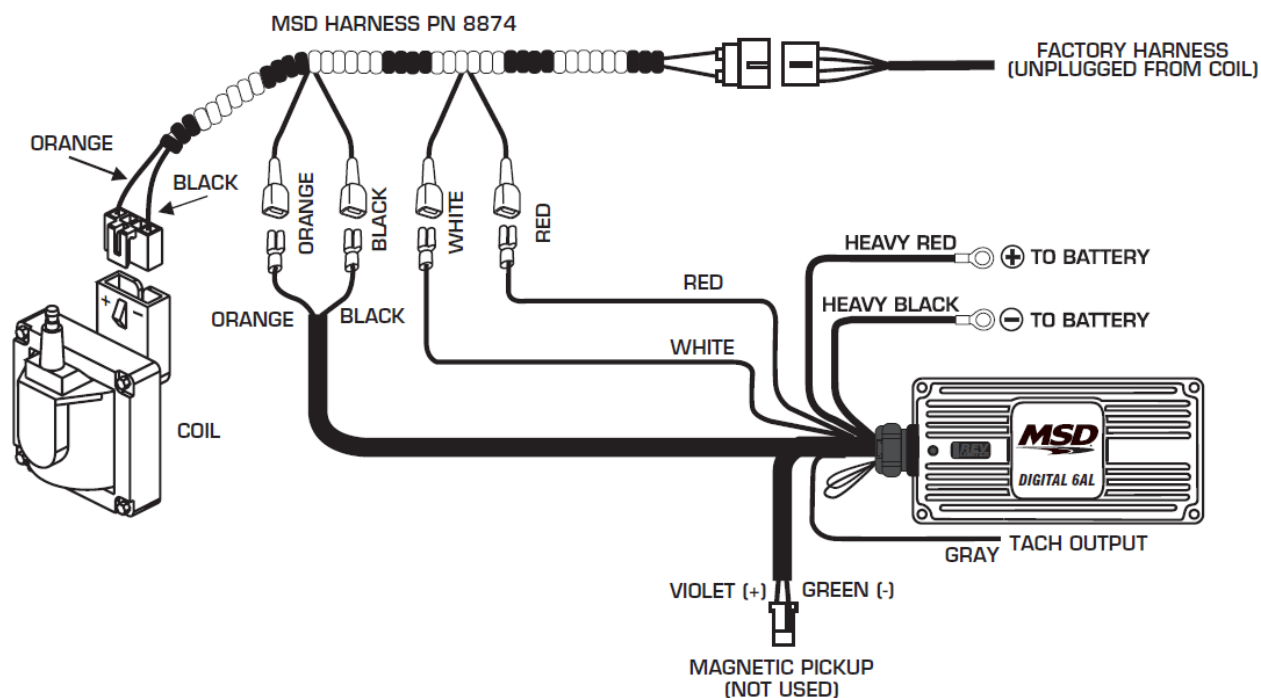 MSD HARNESS PN 8874
FACTORY HARNESS
(UNPLUGGED FROM COIL)
ORANGE
BLACK
ORANGE
BLACK
WHITE
RED
HEAVY RED
+ TO BATTERY
RED
HEAVY BLACK
- TO BATTERY
ORANGE
BLACK
WHITE
+ -
COIL
MSD
REV
DIGITAL 6AL
GRAY
TACH OUTPUT
VIOLET (+)
GREEN (-)
MAGNETIC PICKUP
(NOT USED)